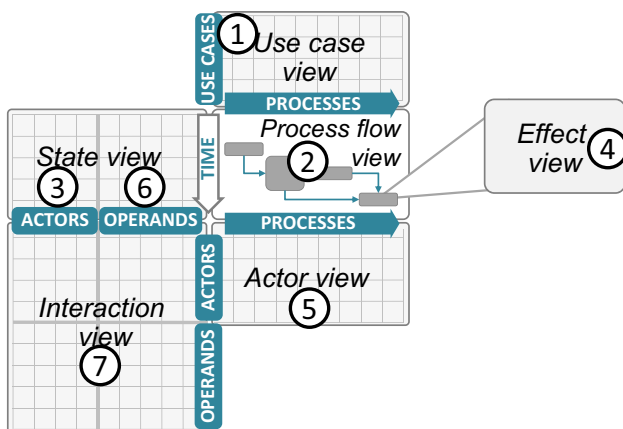 USE CASES
1
Use case
view
PROCESSES
State view
3
6
ACTORS
OPERANDS
TIME
Process flow
2
view
Effect
4
view
PROCESSES
ACTORS
Actor view
5
Interaction
view
7
OPERANDS